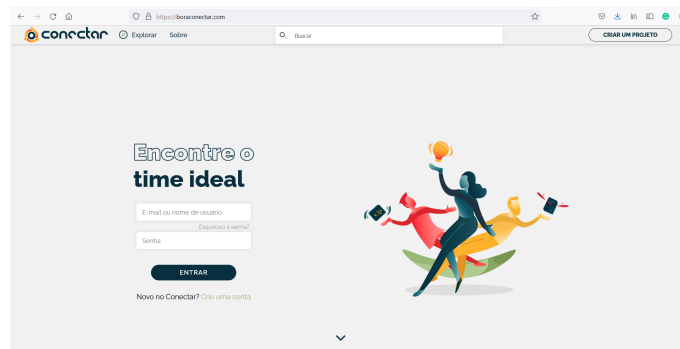 https://boraconectar.com
conectar
Explorar
Sobre
Buscar
CRIAR UM PROJETO
Encontre o
time ideal
E-mail ou nome de usuário
Esqueceu a senha?
Senha
ENTRAR
Novo no Conectar? Crie uma conta